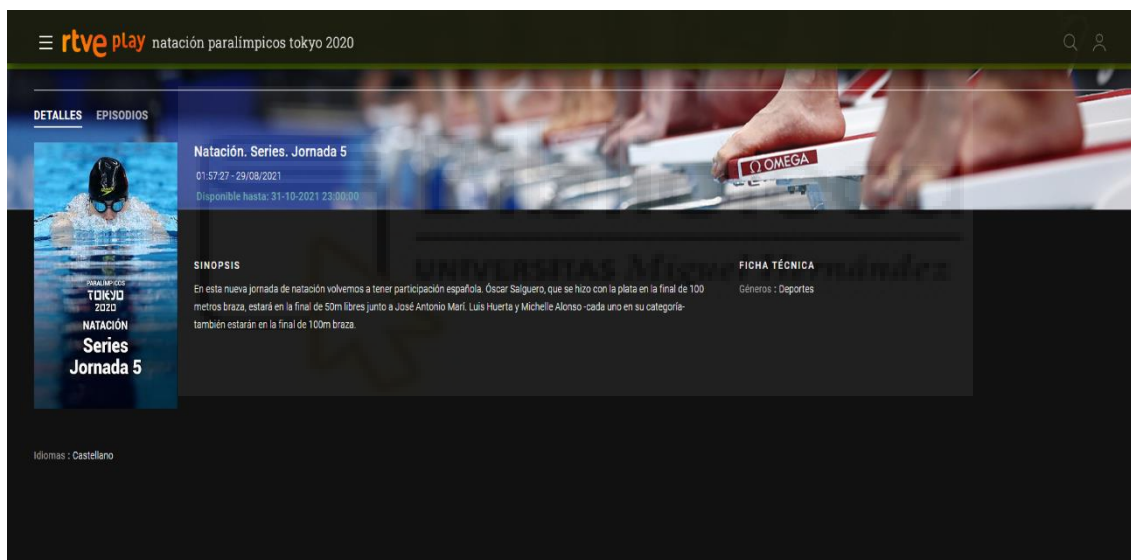 rtve play natación paralímpicos tokyo 2020
DETALLES EPISODIOS
Natación. Series. Jornada 5
01:57:27 - 29/08/2021
Disponible hasta: 31-10-2021 23:00:00
Ω OMEGA
PARALÍMPICOS
TOKYO
2020
NATACIÓN
Series
Jornada 5
SINOPSIS
En esta nueva jornada de natación volvemos a tener participación española. Óscar Salguero, que se hizo con la plata en la final de 100
metros braza, estará en la final de 50m libres junto a José Antonio Marí. Luis Huerta y Michelle Alonso -cada uno en su categoría-
también estarán en la final de 100m braza.
FICHA TÉCNICA
Géneros : Deportes
UNIVERSITAS Miguel Hernández
Idiomas : Castellano